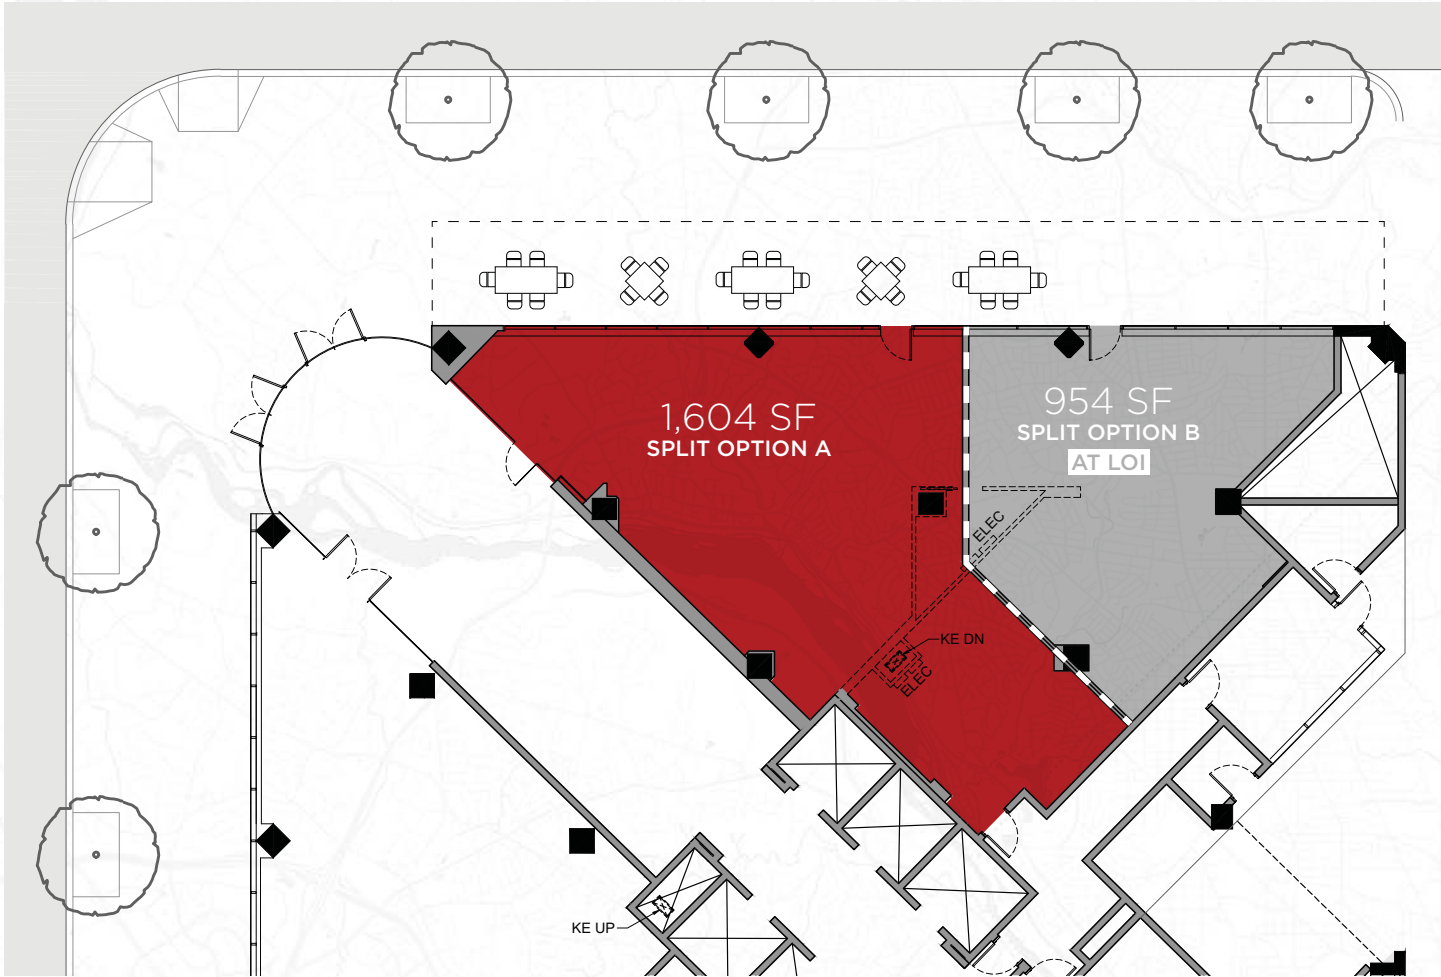 1,604 SF
SPLIT OPTION A
954 SF
SPLIT OPTION B
AT LOI
ELEC
KE DN
ELEC
KE UP